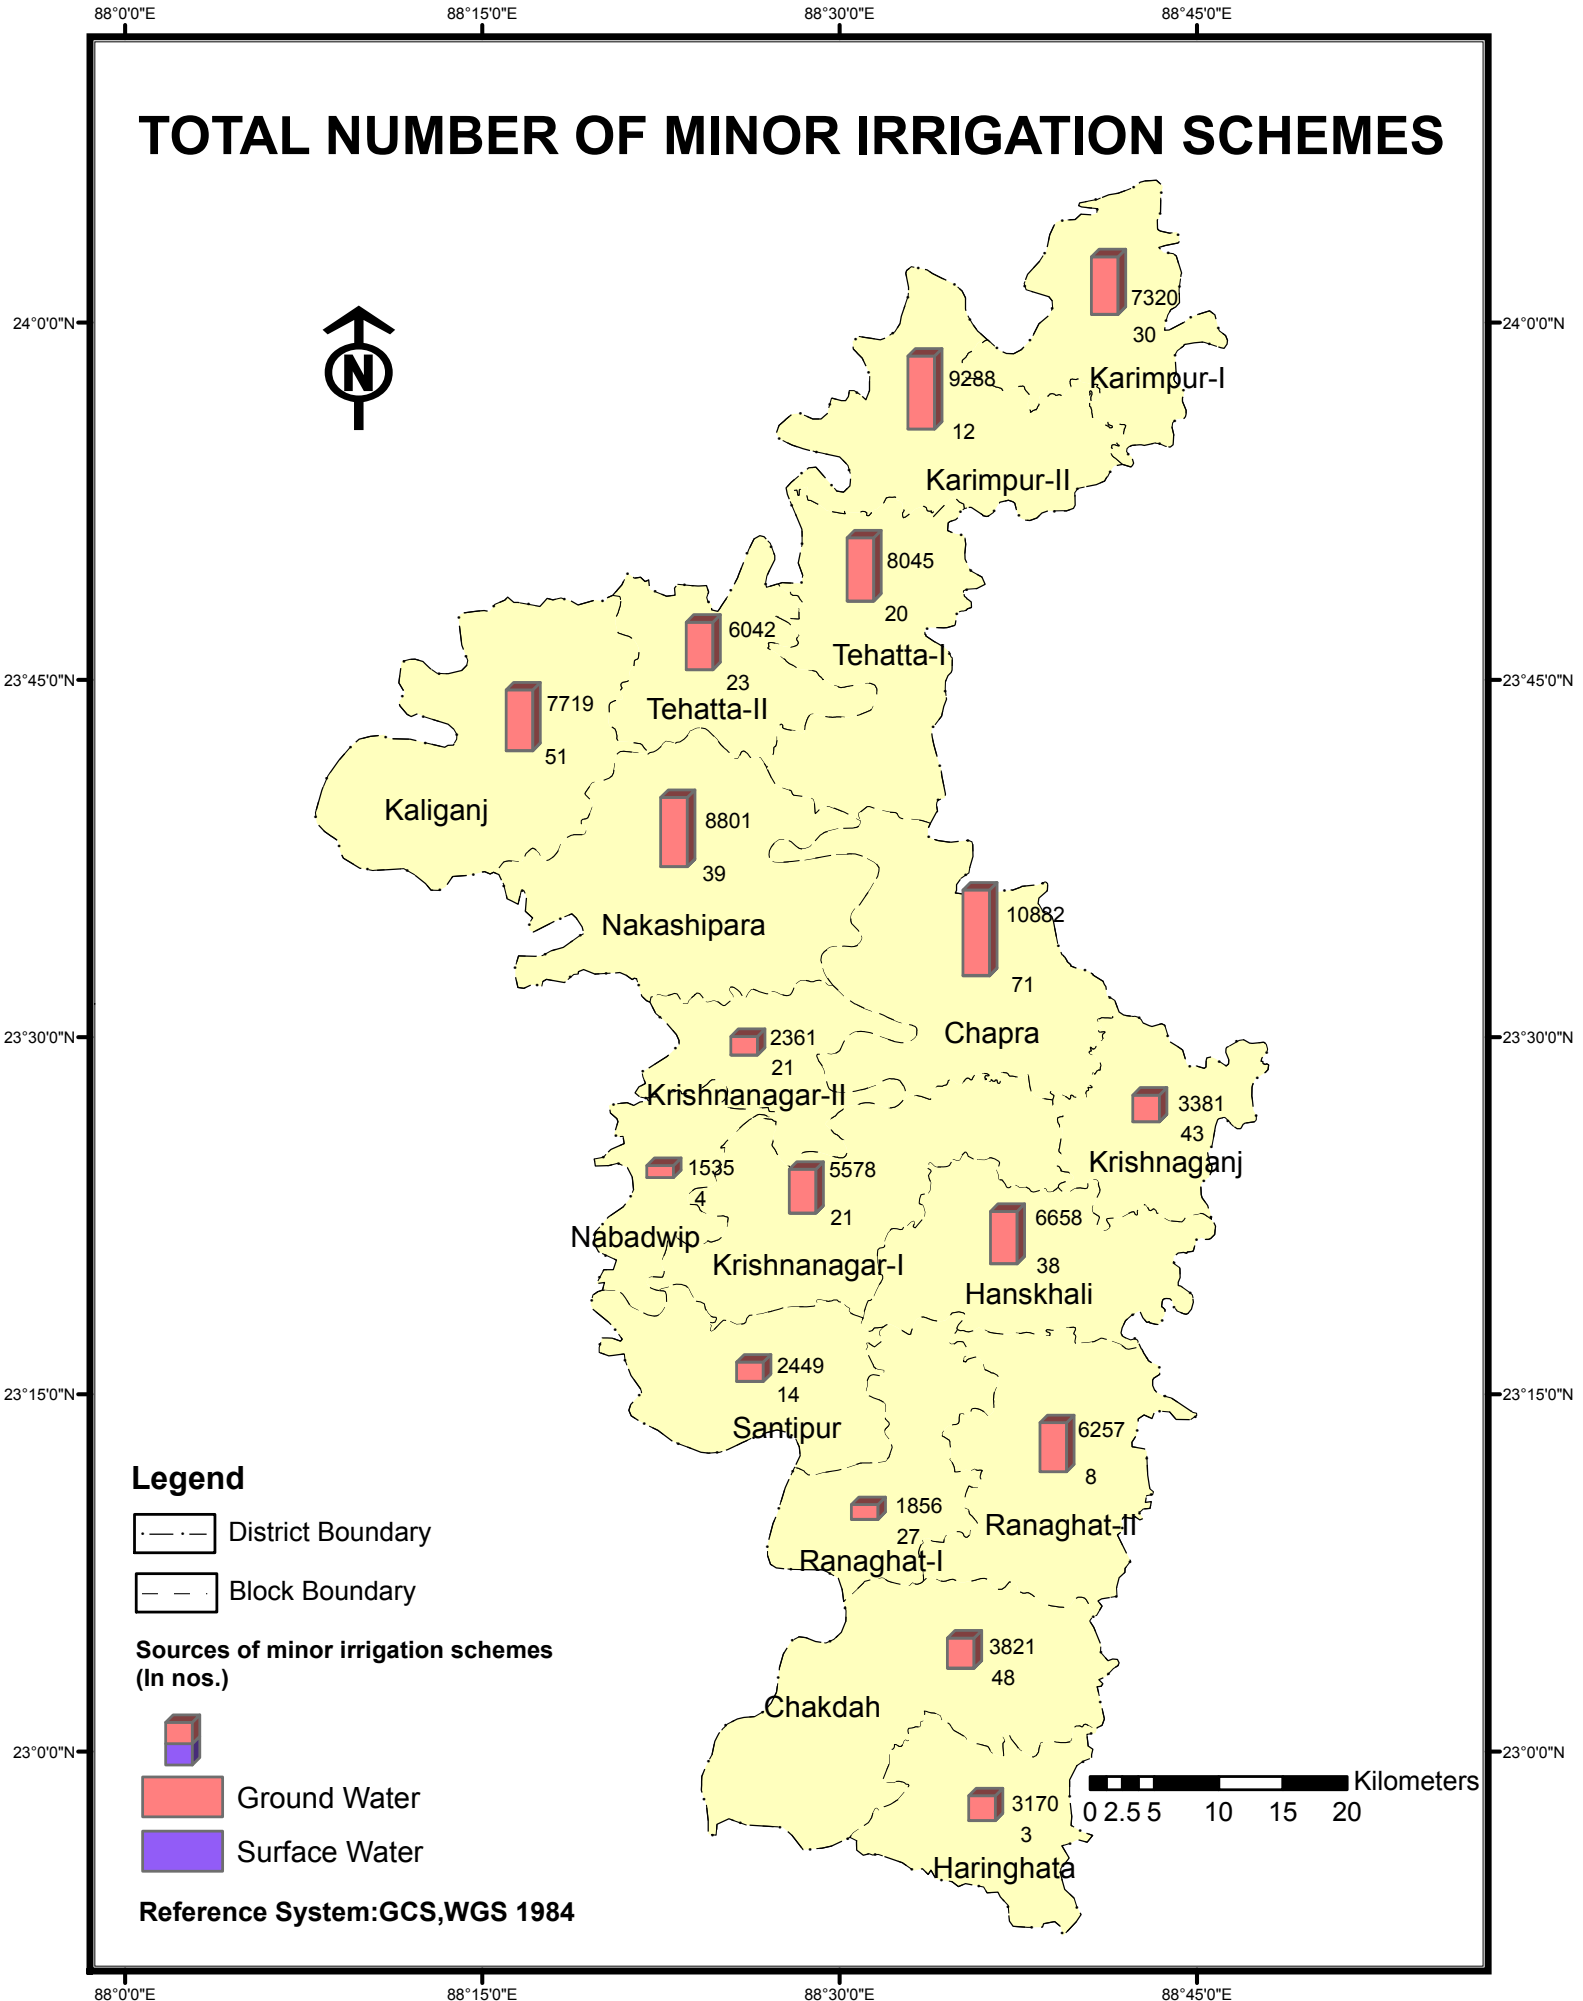 88°0'0"E 88°15'0"E 88°30'0"E 88°45'0"E
TOTAL NUMBER OF MINOR IRRIGATION SCHEMES
24°0'0"N 24°0'0"N
N
7320
30
Karimpur-I
9288
12
Karimpur-II
8045
20
Tehatta-I
6042
23
Tehatta-II
23°45'0"N 23°45'0"N
7719
51
Kaliganj
8801
39
Nakashipara
10882
71
Chapra
23°30'0"N 23°30'0"N
2361
21
Krishnanagar-II
3381
43
Krishnaganj
1535
4
Nabadwip
5578
21
Krishnanagar-I
6658
38
Hanskhali
2449
14
Santipur
23°15'0"N 23°15'0"N
6257
8
Ranaghat-II
1856
27
Ranaghat-I
3821
48
Chakdah
23°0'0"N 23°0'0"N
3170
3
Haringhata
Legend
District Boundary
Block Boundary
Sources of minor irrigation schemes
(In nos.)
Ground Water
Surface Water
Reference System:GCS,WGS 1984
Kilometers
0 2.5 5 10 15 20
88°0'0"E 88°15'0"E 88°30'0"E 88°45'0"E